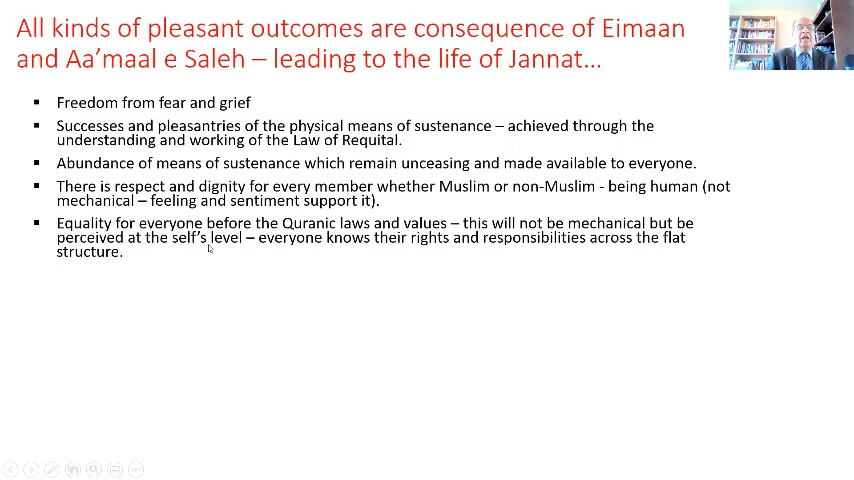 All kinds of pleasant outcomes are consequence of Eimaan
and Aa’maal e Saleh – leading to the life of Jannat…
▪ Freedom from fear and grief
▪ Successes and pleasantries of the physical means of sustenance – achieved through the
understanding and working of the Law of Requital.
▪ Abundance of means of sustenance which remain unceasing and made available to everyone.
▪ There is respect and dignity for every member whether Muslim or non-Muslim - being human (not
mechanical – feeling and sentiment support it).
▪ Equality for everyone before the Quranic laws and values – this will not be mechanical but be
perceived at the self’s level – everyone knows their rights and responsibilities across the flat
structure.